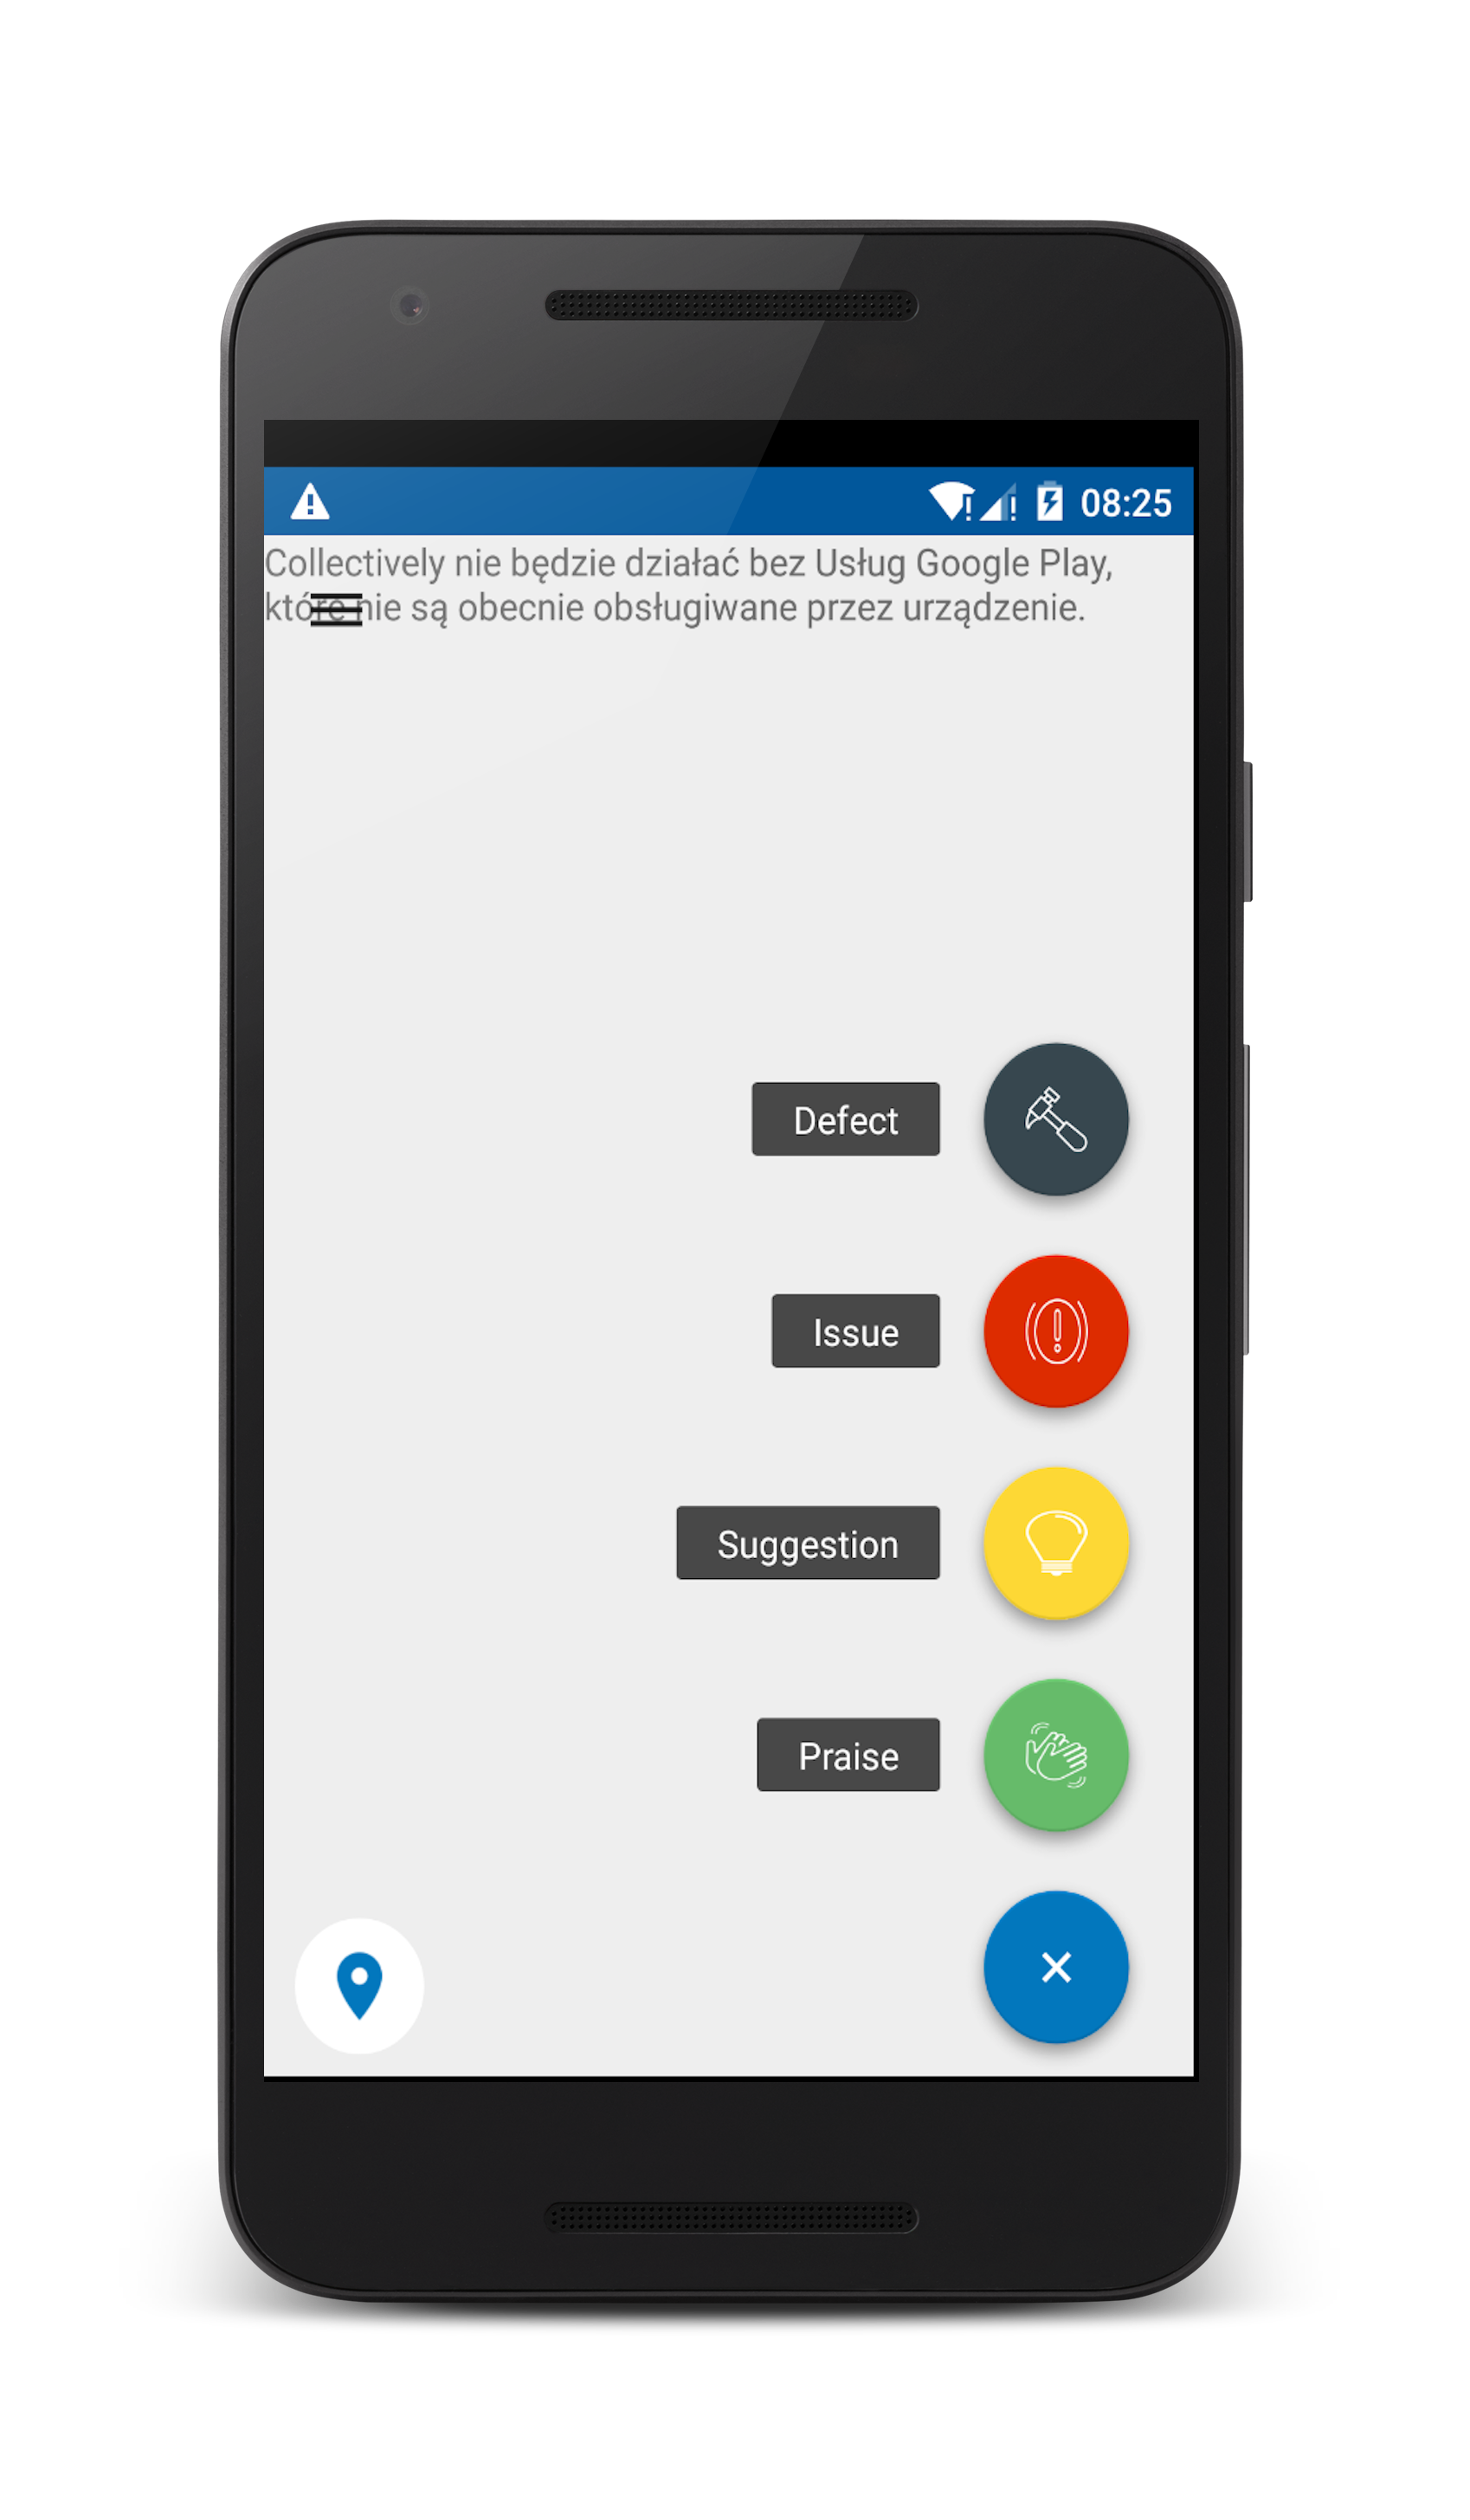 08:25
Collectively nie będzie działać bez Usług Google Play,
które nie są obecnie obsługiwane przez urządzenie.
Defect
Issue
Suggestion
Praise